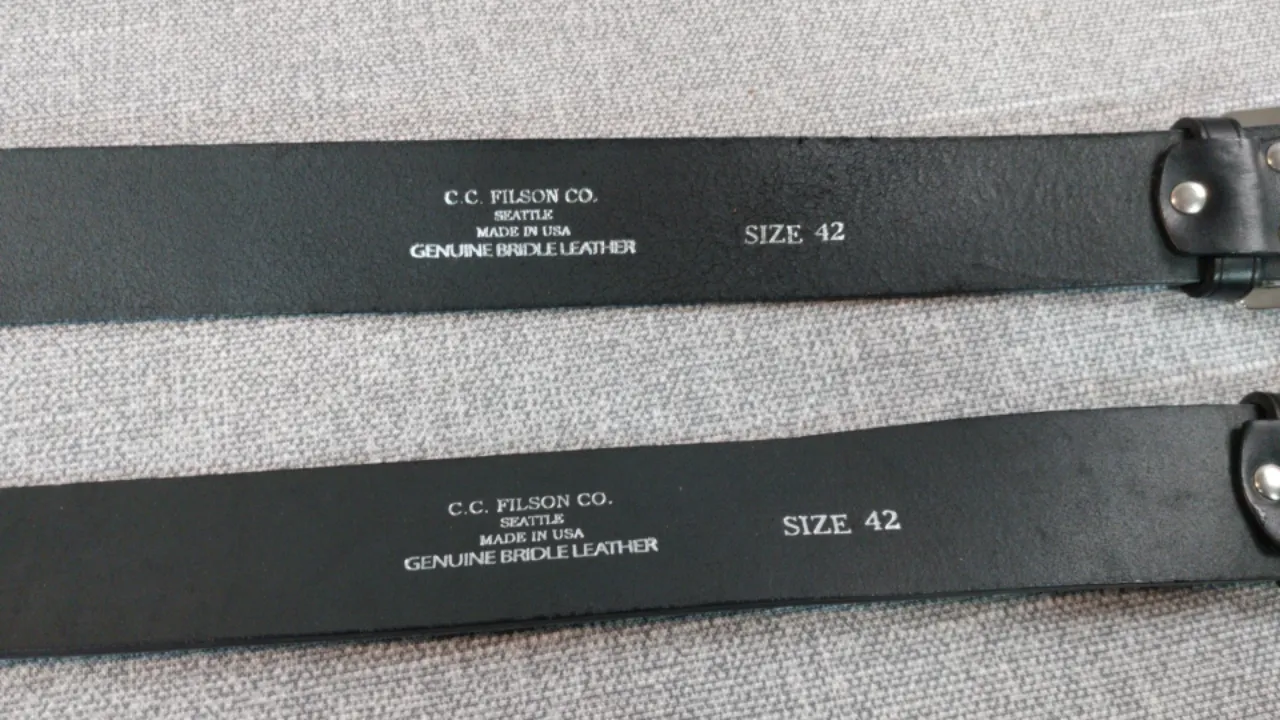 C.C. FILSON CO.
SEATTLE
MADE IN USA
GENUINE BRIDLE LEATHER
SIZE 42
C.C. FILSON CO.
SEATTLE
MADE IN USA
GENUINE BRIDLE LEATHER
SIZE 42